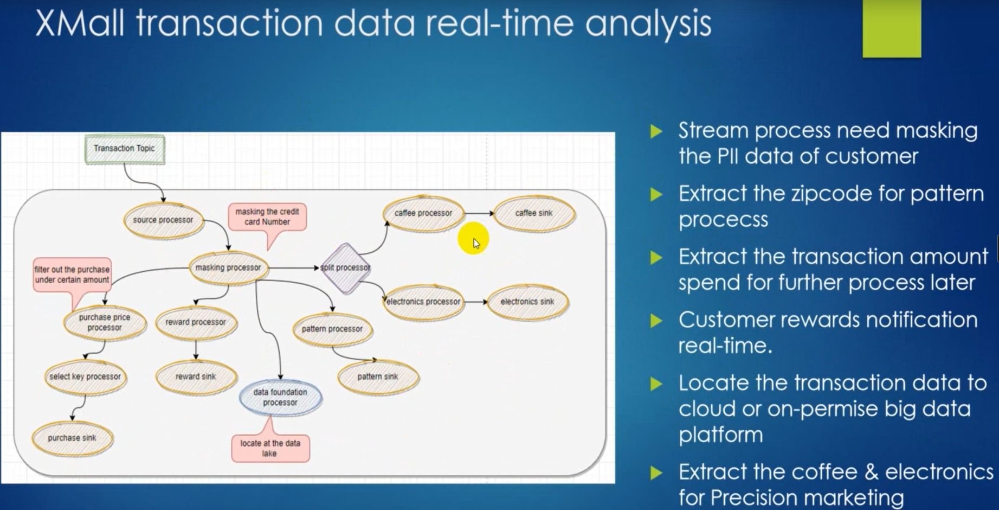 XMall transaction data real-time analysis
Transaction Topic
source processor
masking the credit
card Number
caffee processor
caffee sink
filter out the purchase
under certain amount
masking processor
split processor
electronics processor
electronics sink
purchase price
processor
reward processor
pattern processor
select key processor
reward sink
pattern sink
data foundation
processor
purchase sink
locate at the data
lake
Stream process need masking
the PII data of customer
Extract the zipcode for pattern
procecss
Extract the transaction amount
spend for further process later
Customer rewards notification
real-time.
Locate the transaction data to
cloud or on-permise big data
platform
Extract the coffee & electronics
for Precision marketing